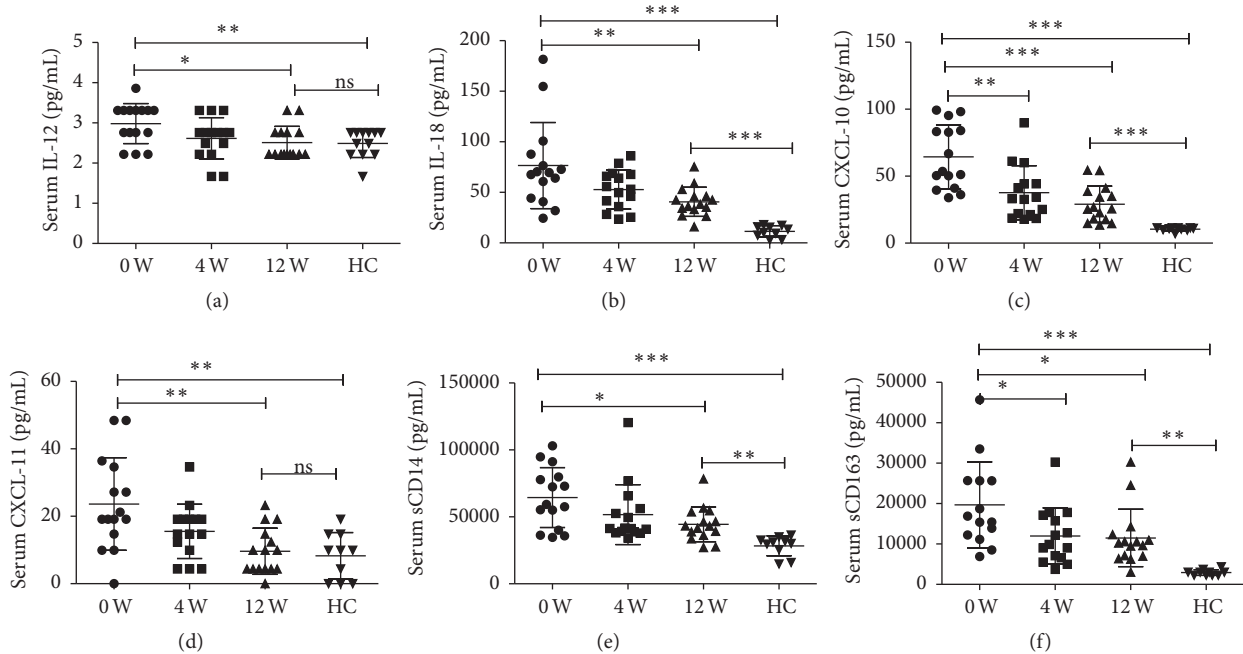 ***
**
*
ns
Serum IL-12 (pg/mL)
5
4
3
2
1
0
0 W 4 W 12 W HC
(a)
***
**
***
Serum IL-18 (pg/mL)
200
150
100
50
0
0 W 4 W 12 W HC
(b)
***
***
**
***
Serum CXCL-10 (pg/mL)
150
100
50
0
0 W 4 W 12 W HC
(c)
**
**
ns
Serum CXCL-11 (pg/mL)
60
40
20
0
0 W 4 W 12 W HC
(d)
***
*
**
Serum sCD14 (pg/mL)
150000
100000
50000
0
0 W 4 W 12 W HC
(e)
***
*
*
**
Serum sCD163 (pg/mL)
50000
40000
30000
20000
10000
0
0 W 4 W 12 W HC
(f)